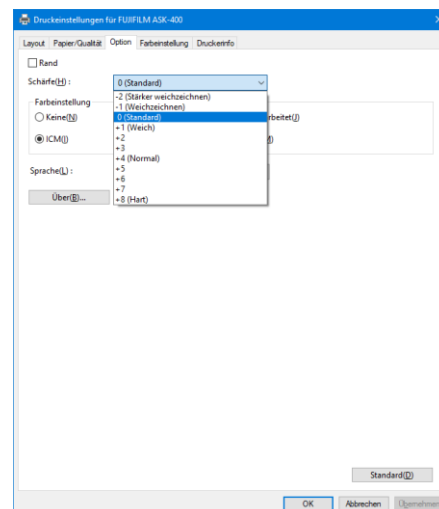 Druckeinstellungen für FUJIFILM ASK-400
Layout Papier/Qualität Option Farbeinstellung Druckerinfo
Rand
Schärfe(H) : 0 (Standard)
-2 (Stärker weichzeichnen)
-1 (Weichzeichnen)
0 (Standard)
+1 (Weich)
+2
+3
+4 (Normal)
+5
+6
+7
+8 (Hart)
Farbeinstellung
Keine(N)
ICM(I)
Sprache(L) :
Über(B)...
Standard(D)
OK Abbrechen Übernehmen